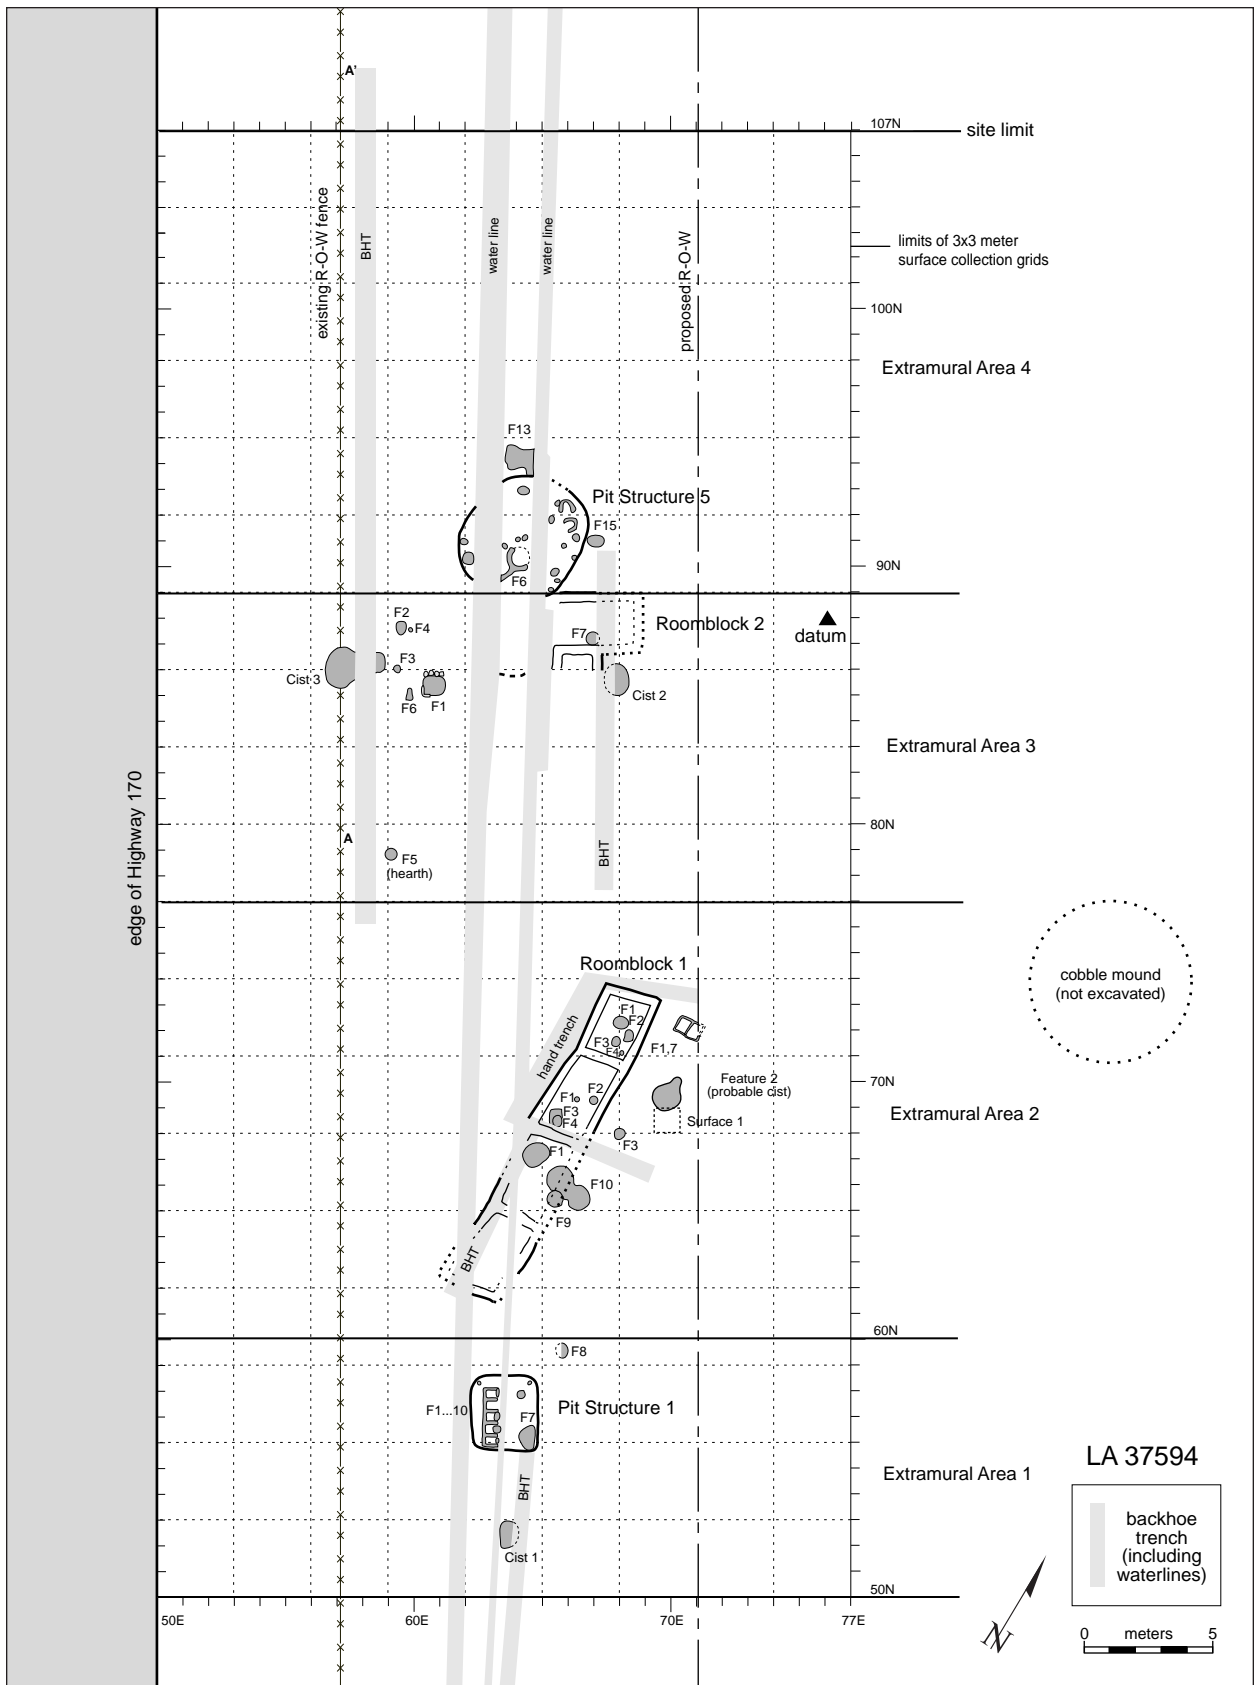 A'
107N
site limit
existing R-O-W fence
BHT
water line
water line
proposed R-O-W
limits of 3x3 meter
surface collection grids
100N
Extramural Area 4
F13
Pit Structure 5
F15
90N
F6
F2
F4
F7
Roomblock 2
datum
F3
Cist 3
Cist 2
F6
F1
Extramural Area 3
edge of Highway 170
80N
A
BHT
F5
(hearth)
Roomblock 1
cobble mound
(not excavated)
hand trench
F1
F2
F3
F4
F1,7
Feature 2
(probable cist)
70N
F1
F2
F3
F4
Surface 1
Extramural Area 2
F3
F1
F10
F9
BHT
60N
F8
F1...10
F7
Pit Structure 1
BHT
Extramural Area 1
LA 37594
backhoe
trench
(including
waterlines)
Cist 1
50N
50E
60E
70E
77E
N
0 meters 5